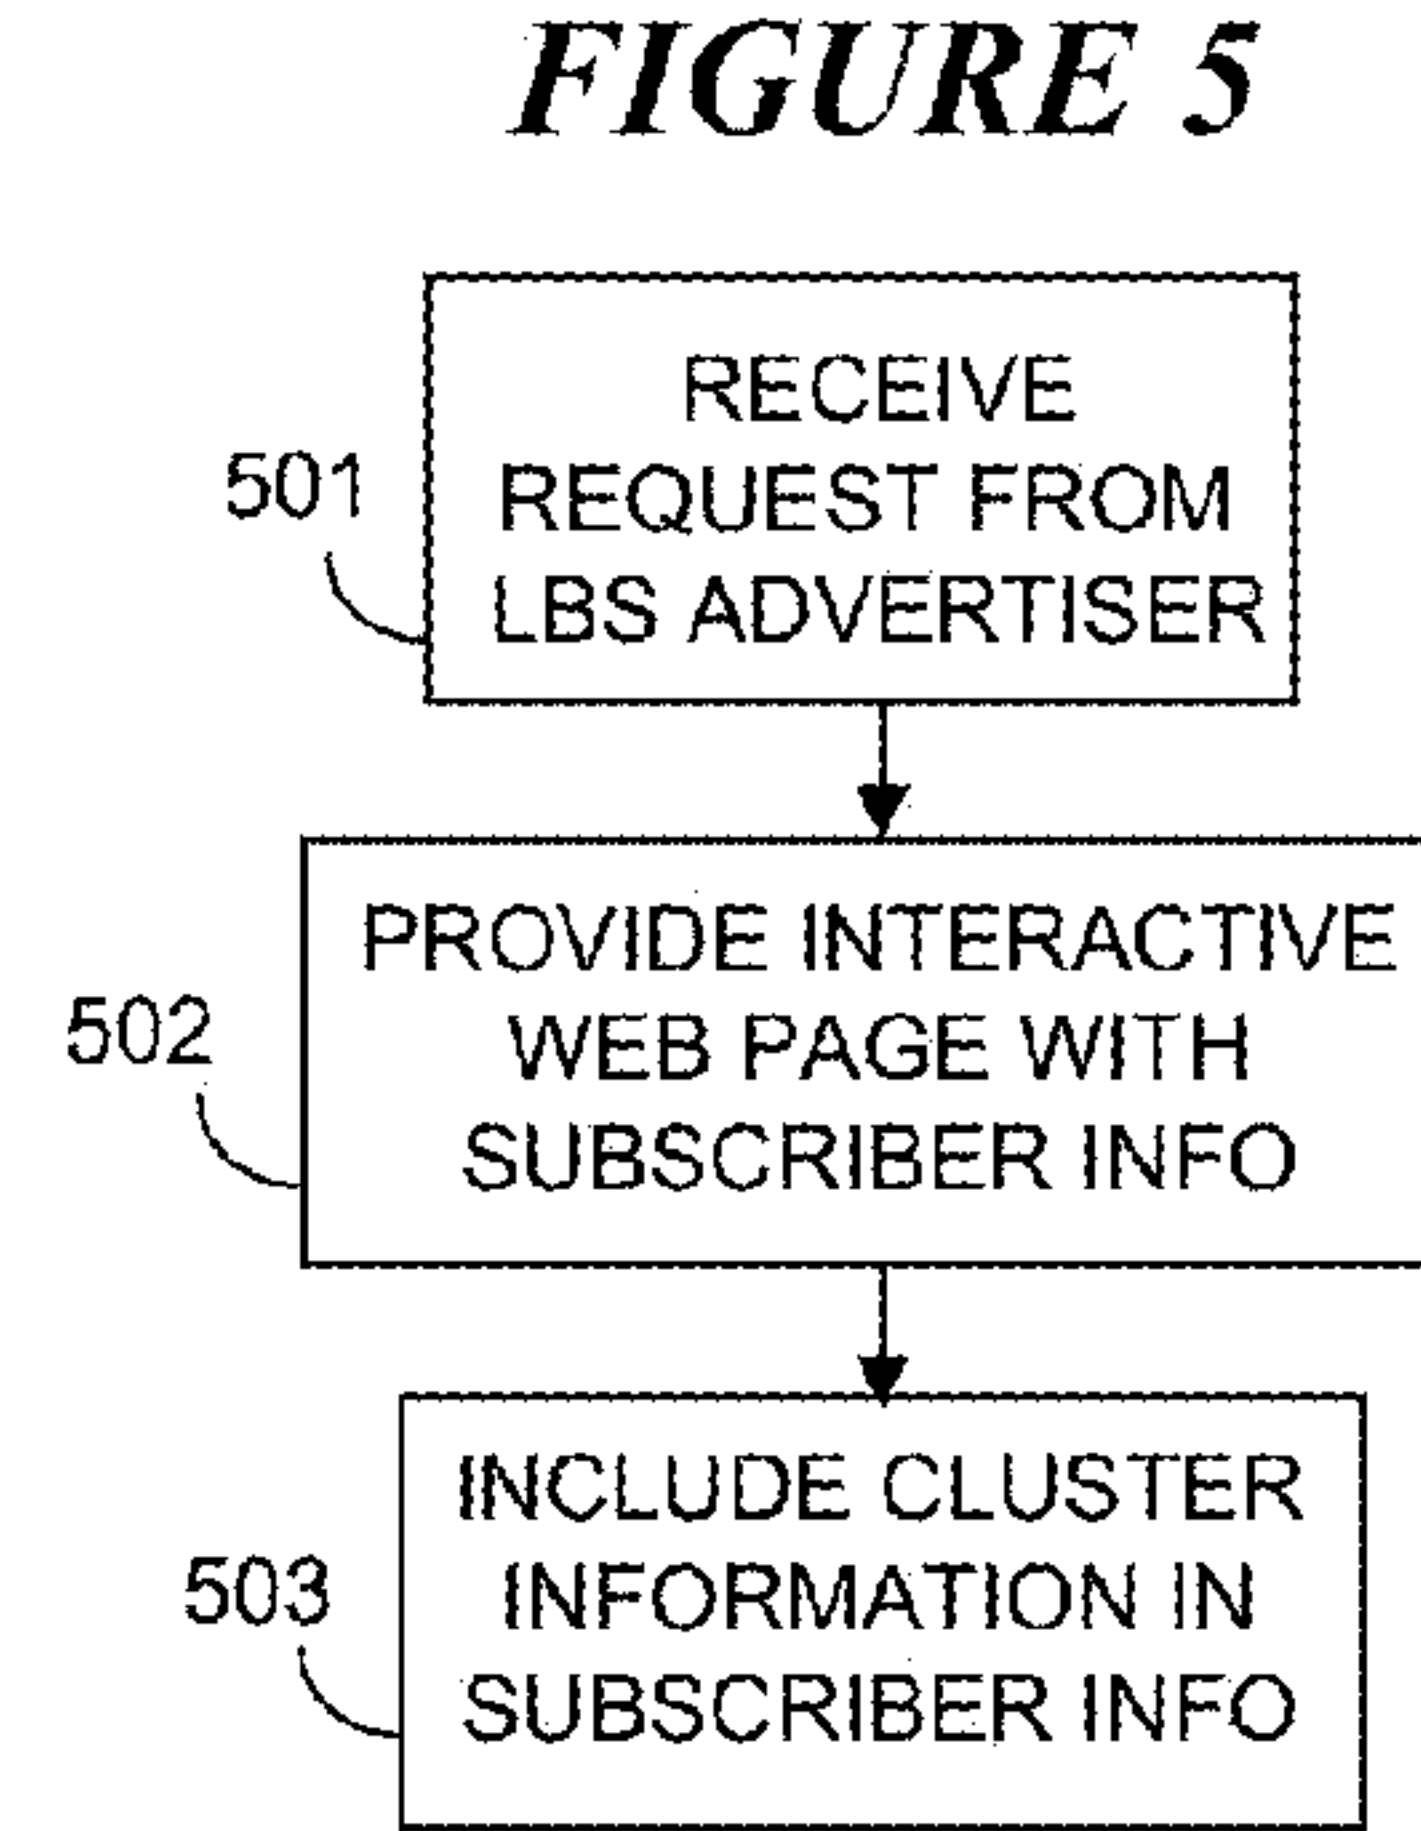 FIGURE 5
501
RECEIVE
REQUEST FROM
LBS ADVERTISER
502
PROVIDE INTERACTIVE
WEB PAGE WITH
SUBSCRIBER INFO
503
INCLUDE CLUSTER
INFORMATION IN
SUBSCRIBER INFO